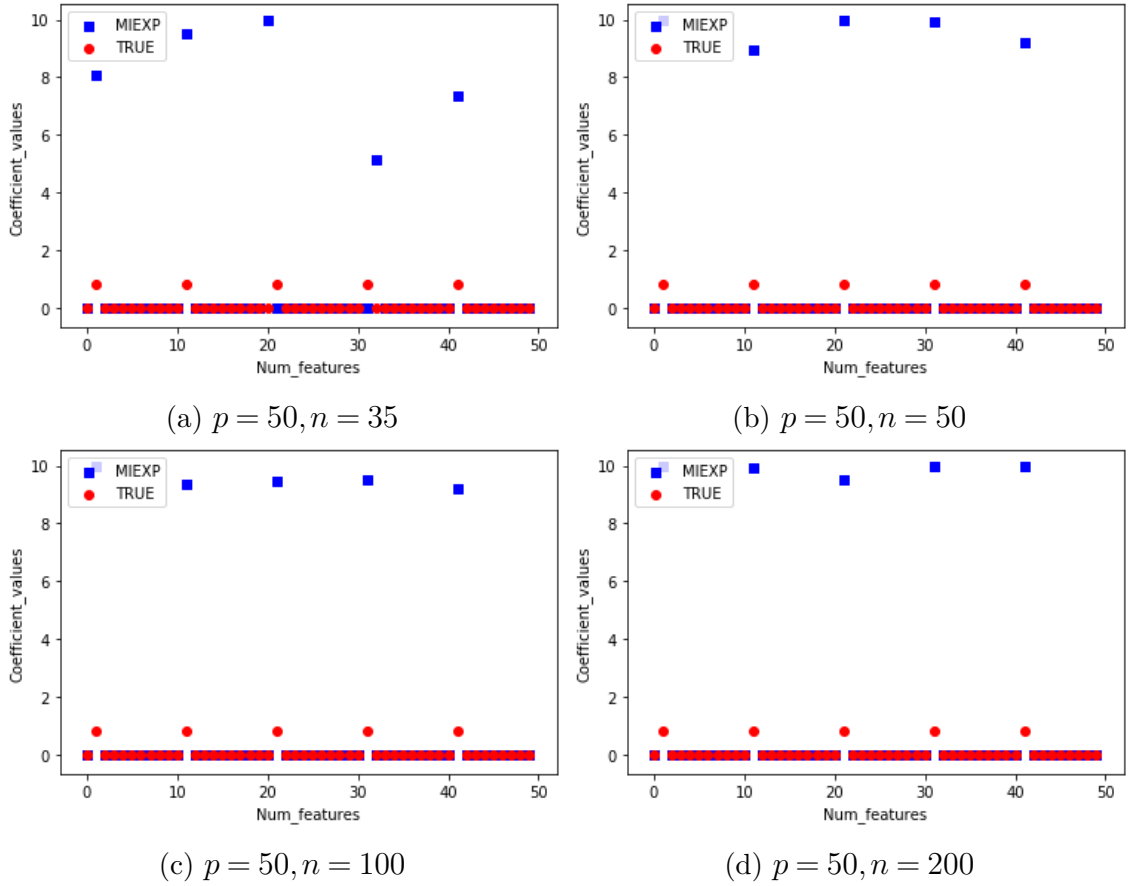 MIEXP
TRUE
Coefficient_values
10
8
6
4
2
0
0 10 20 30 40 50
Num_features
(a) p = 50, n = 35
MIEXP
TRUE
Coefficient_values
10
8
6
4
2
0
0 10 20 30 40 50
Num_features
(b) p = 50, n = 50
MIEXP
TRUE
Coefficient_values
10
8
6
4
2
0
0 10 20 30 40 50
Num_features
(c) p = 50, n = 100
MIEXP
TRUE
Coefficient_values
10
8
6
4
2
0
0 10 20 30 40 50
Num_features
(d) p = 50, n = 200